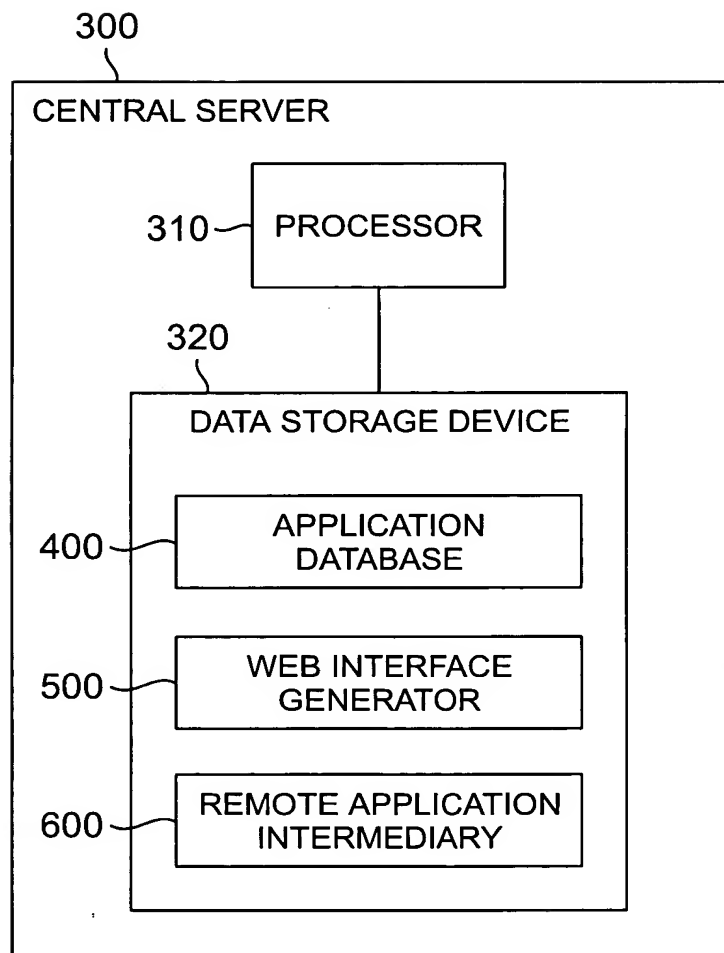 300
CENTRAL SERVER
310
PROCESSOR
320
DATA STORAGE DEVICE
400
APPLICATION
DATABASE
500
WEB INTERFACE
GENERATOR
600
REMOTE APPLICATION
INTERMEDIARY